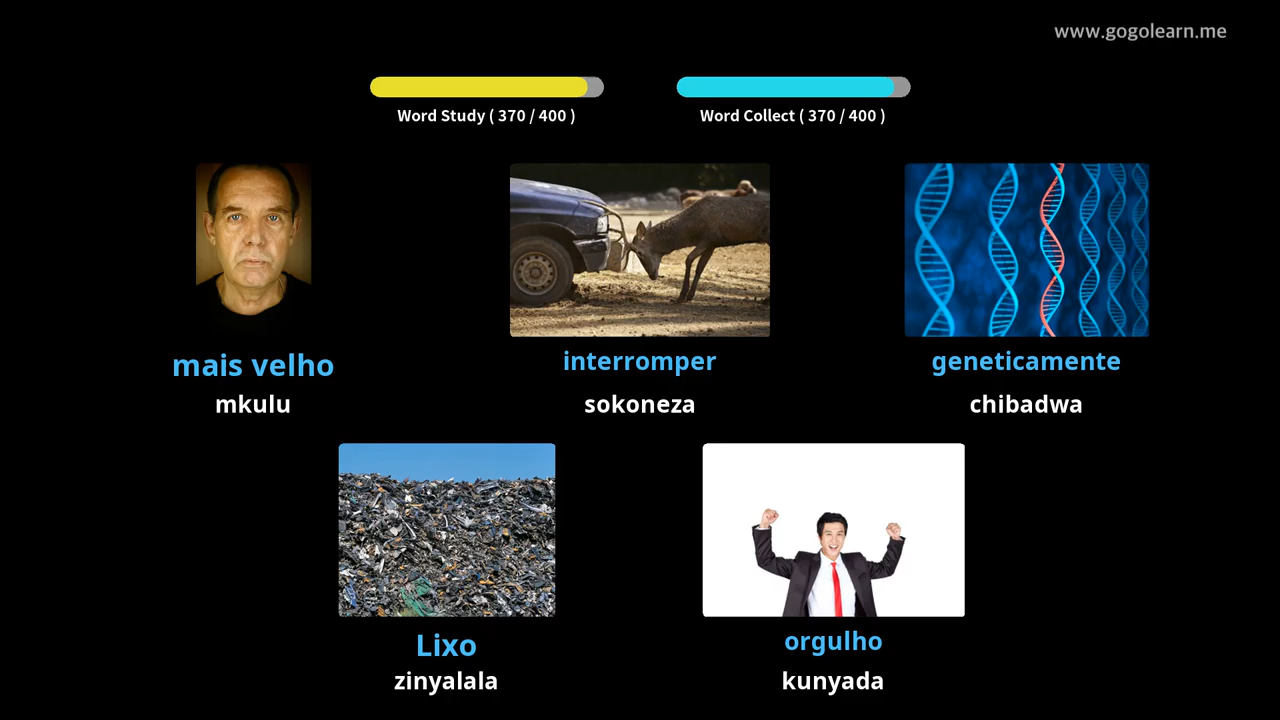 www.gogolearn.me
Word Study ( 370 / 400 )
Word Collect ( 370 / 400 )
mais velho
mkulu
interromper
sokoneza
geneticamente
chibadwa
Lixo
zinyalala
orgulho
kunyada